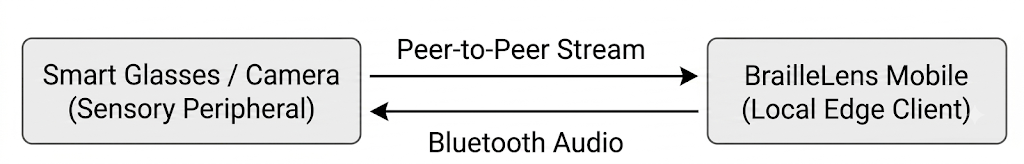 Peer-to-Peer Stream
Smart Glasses / Camera
(Sensory Peripheral)
BrailleLens Mobile
(Local Edge Client)
Bluetooth Audio